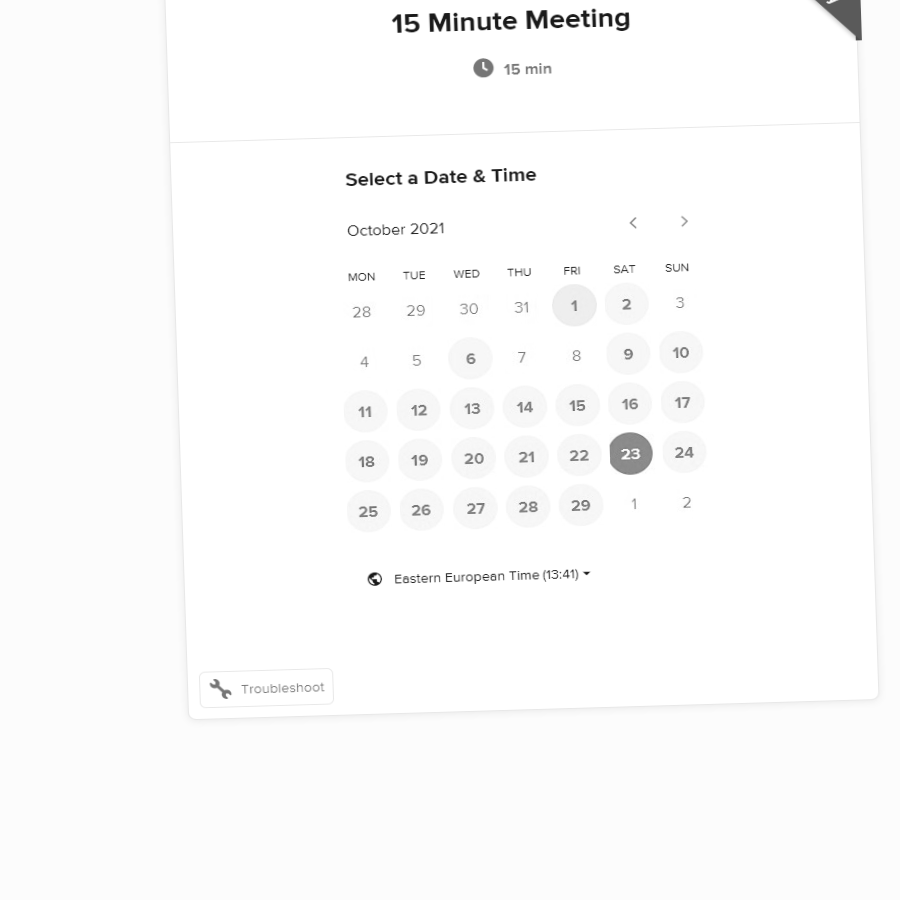 15 Minute Meeting
15 min
Select a Date & Time
October 2021
MON TUE WED THU FRI SAT SUN
28 29 30 31 1 2 3
4 5 6 7 8 9 10
11 12 13 14 15 16 17
18 19 20 21 22 23 24
25 26 27 28 29 1 2
Eastern European Time (13:41)
Troubleshoot